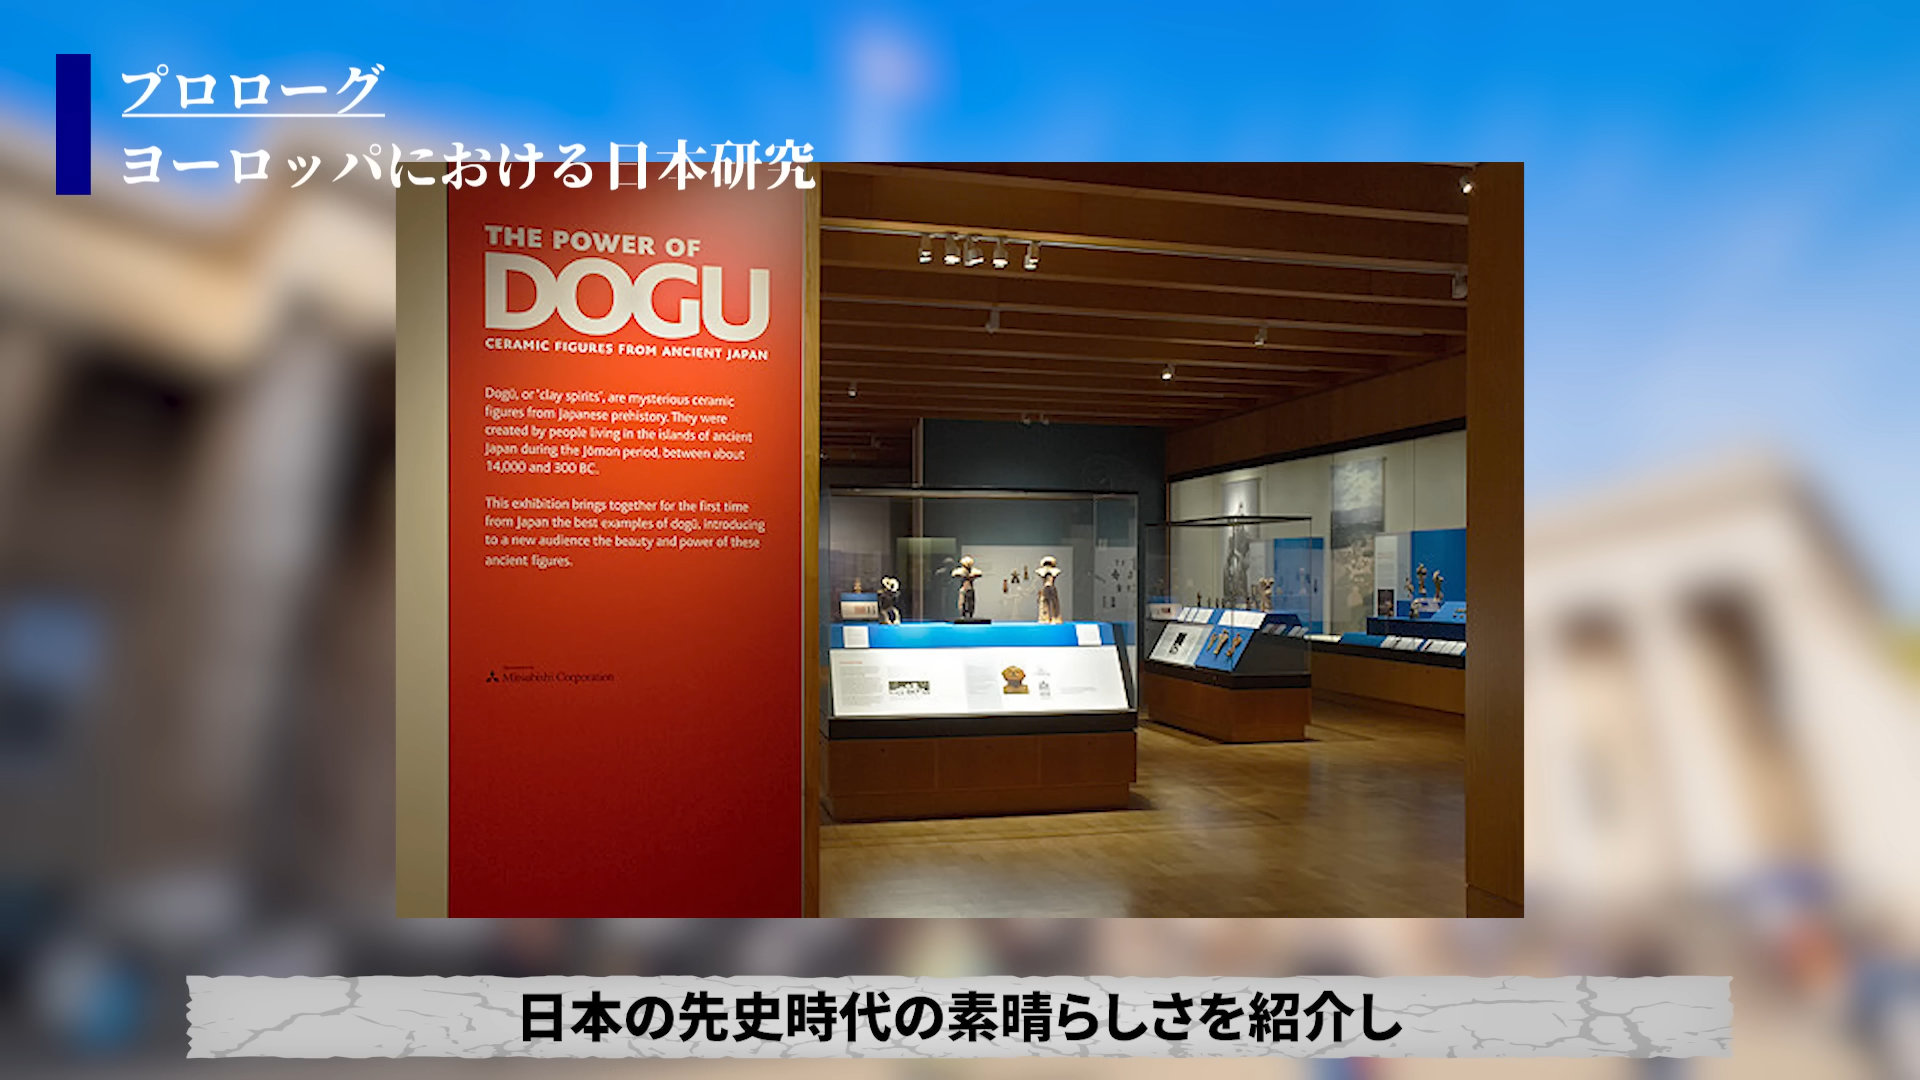 プロローグ
ヨーロッパにおける日本研究
THE POWER OF
DOGU
CERAMIC FIGURES FROM ANCIENT JAPAN
Dogū, or 'clay spirits', are mysterious ceramic
figures from Japanese prehistory. They were
created by people living in the islands of ancient
Japan during the Jōmon period, between about
14,000 and 300 BC.
This exhibition brings together for the first time
from Japan the best examples of dogū, introducing
to a new audience the beauty and power of these
ancient figures.
Mitsubishi Corporation
日本の先史時代の素晴らしさを紹介し